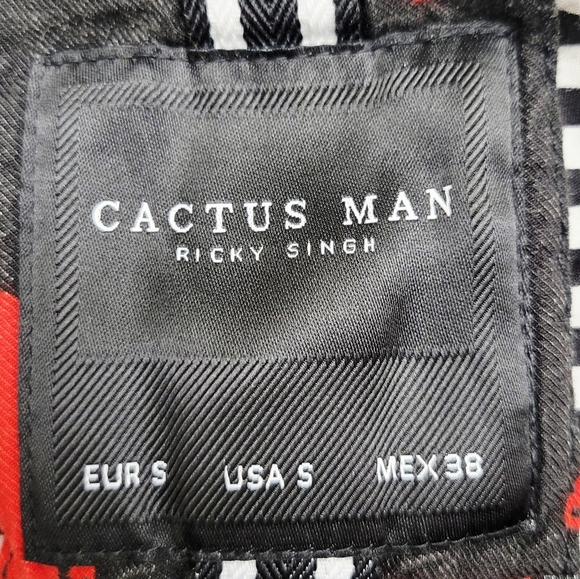 CACTUS MAN
RICKY SINGH
EUR S USA S MEX 38